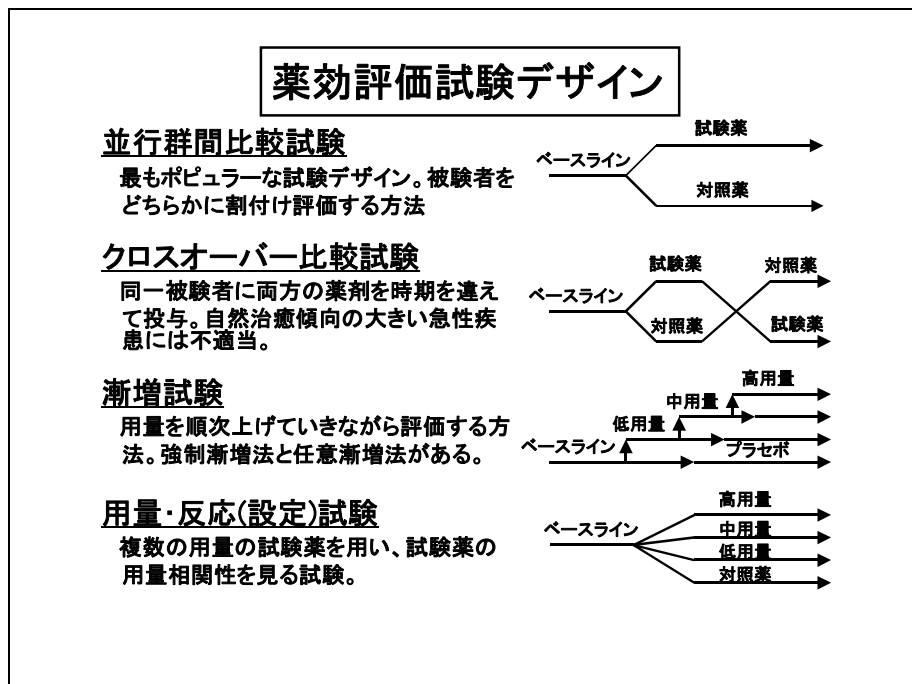 薬効評価試験デザイン
並行群間比較試験
最もポピュラーな試験デザイン。被験者を
どちらかに割付け評価する方法
ベースライン
試験薬
対照薬
クロスオーバー比較試験
同一被験者に両方の薬剤を時期を違え
て投与。自然治癒傾向の大きい急性疾
患には不適当。
ベースライン
試験薬
対照薬
対照薬
試験薬
漸増試験
用量を順次上げていきながら評価する方
法。強制漸増法と任意漸増法がある。
高用量
中用量
低用量
ベースライン
プラセボ
用量・反応(設定)試験
複数の用量の試験薬を用い、試験薬の
用量相関性を見る試験。
ベースライン
高用量
中用量
低用量
対照薬